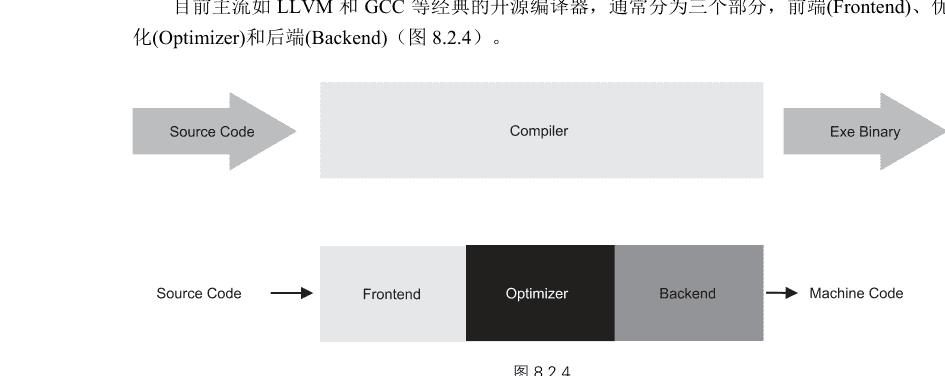 目前主流如 LLVM 和 GCC 等经典的开源编译器，通常分为三个部分，前端(Frontend)、优
化(Optimizer)和后端(Backend)（图 8.2.4）。
Source Code
Compiler
Exe Binary
Source Code
Frontend
Optimizer
Backend
Machine Code
图 8.2.4